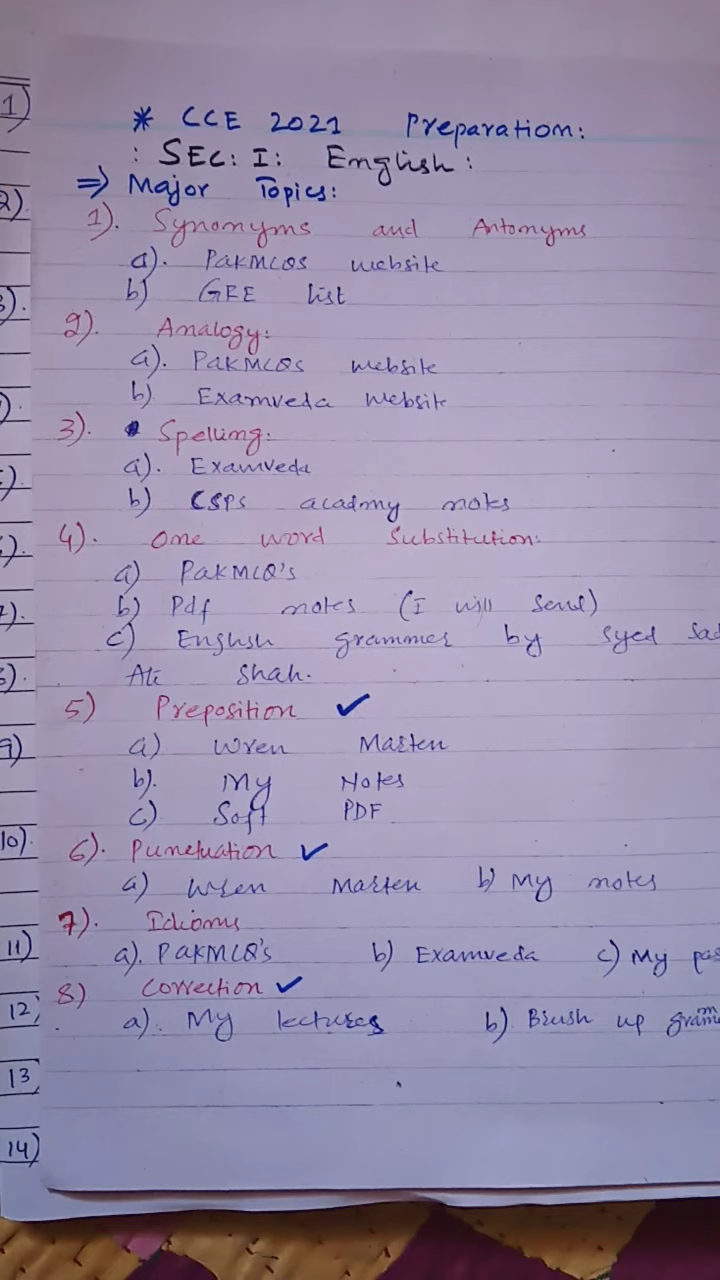 * CCE 2021 Preparation:
: SEC: I: English:
⇒ Major Topics:
1). Synonyms and Antonyms
a). PakMCQs website
b) GRE list
2). Analogy:
a). PakMCQs website
b) Examveda Website
3). Spelling:
a). Examveda
b) CSPS acadmy notes
4). One word Substitution:
a) PakMCQ's
b) Pdf notes (I will send)
c) English grammer by syed
Ali Shah.
5) Preposition ✔
a) Wren Marten
b). My Notes
c) Soft PDF
6). Punctuation ✔
a) Wren Marten b) My notes
7). Idioms
a). PAKMCQ's b) Examveda c) My
8) Correction ✔
a). My lectures b) Brush up
1)
2).
10).
11)
12)
13
14)